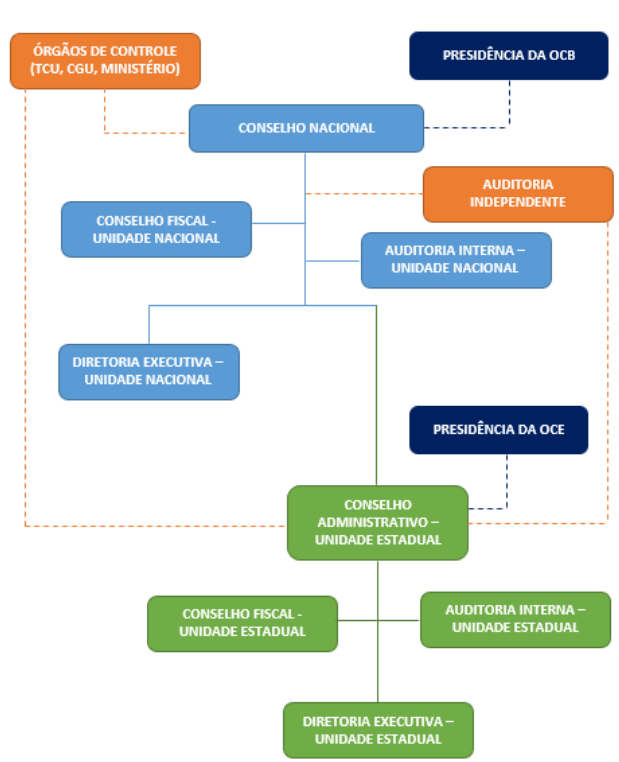 ÓRGÃOS DE CONTROLE
(TCU, CGU, MINISTÉRIO)
PRESIDÊNCIA DA OCB
CONSELHO NACIONAL
AUDITORIA
INDEPENDENTE
CONSELHO FISCAL -
UNIDADE NACIONAL
AUDITORIA INTERNA –
UNIDADE NACIONAL
DIRETORIA EXECUTIVA –
UNIDADE NACIONAL
PRESIDÊNCIA DA OCE
CONSELHO
ADMINISTRATIVO –
UNIDADE ESTADUAL
CONSELHO FISCAL -
UNIDADE ESTADUAL
AUDITORIA INTERNA –
UNIDADE ESTADUAL
DIRETORIA EXECUTIVA –
UNIDADE ESTADUAL